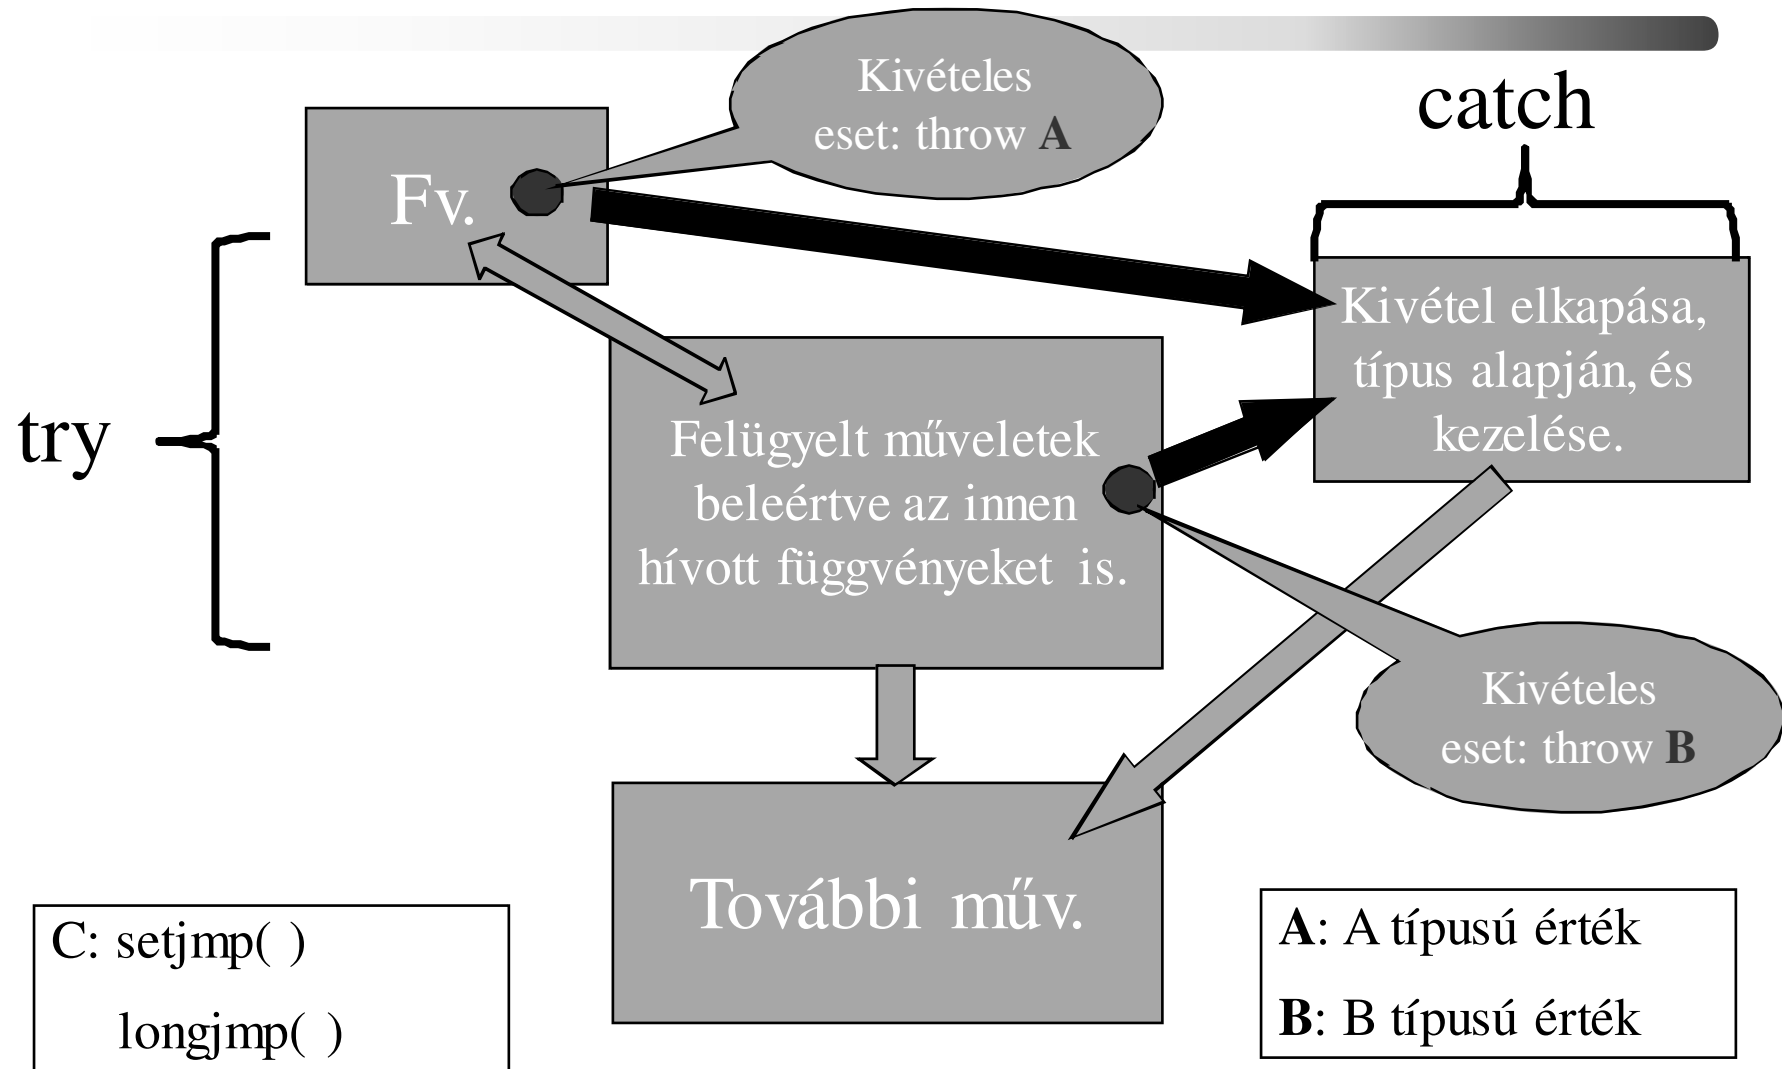 Kivételes
eset: throw A
catch
Fv.
Kivétel elkapása,
típus alapján, és
kezelése.
try
Felügyelt műveletek
beleértve az innen
hívott függvényeket is.
Kivételes
eset: throw B
További műv.
C: setjmp( )
longjmp( )
A: A típusú érték
B: B típusú érték